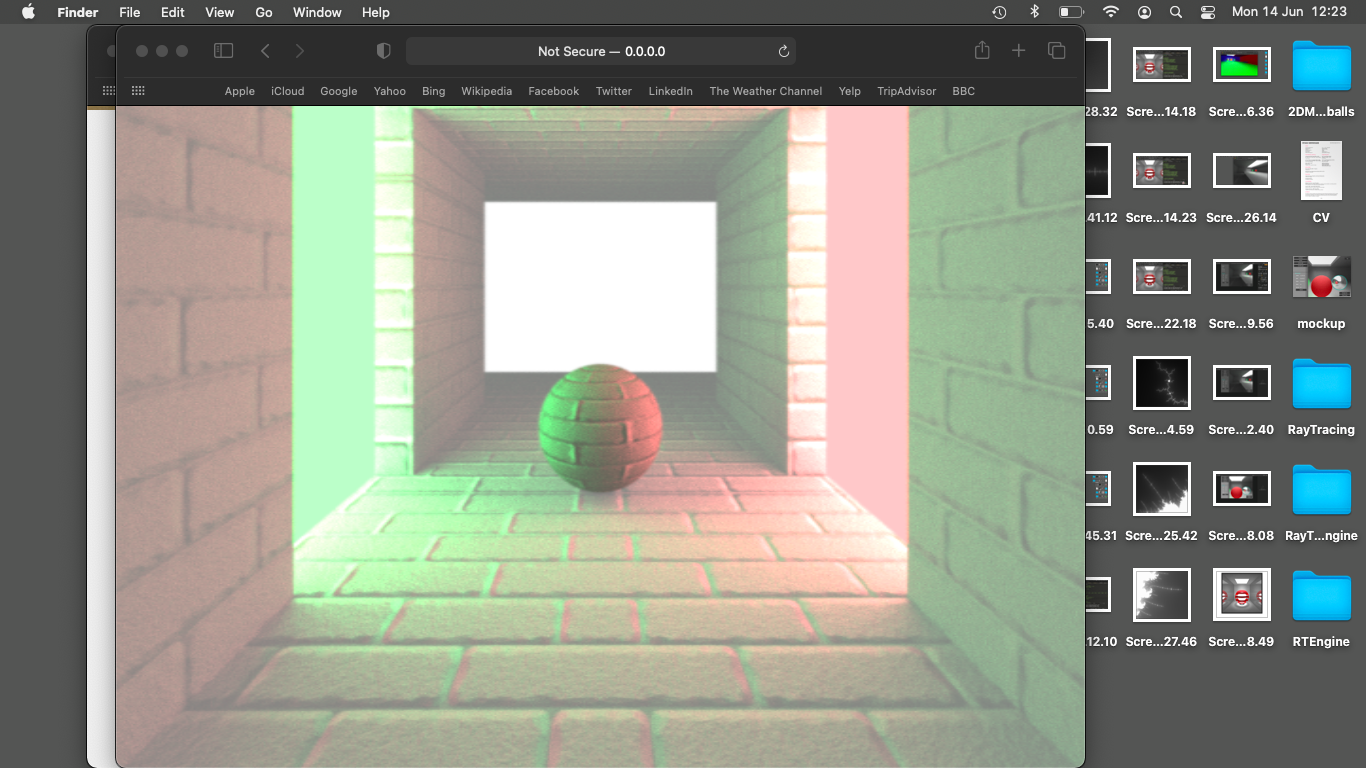 Finder File Edit View Go Window Help Mon 14 Jun 12:23
Not Secure — 0.0.0.0
Apple iCloud Google Yahoo Bing Wikipedia Facebook Twitter LinkedIn The Weather Channel Yelp TripAdvisor BBC
28.32 Scre...14.18 Scre...6.36 2DM...balls
41.12 Scre...14.23 Scre...26.14 CV
5.40 Scre...22.18 Scre...9.56 mockup
0.59 Scre...4.59 Scre...2.40 RayTracing
45.31 Scre...25.42 Scre...8.08 RayT...ngine
12.10 Scre...27.46 Scre...8.49 RTEngine